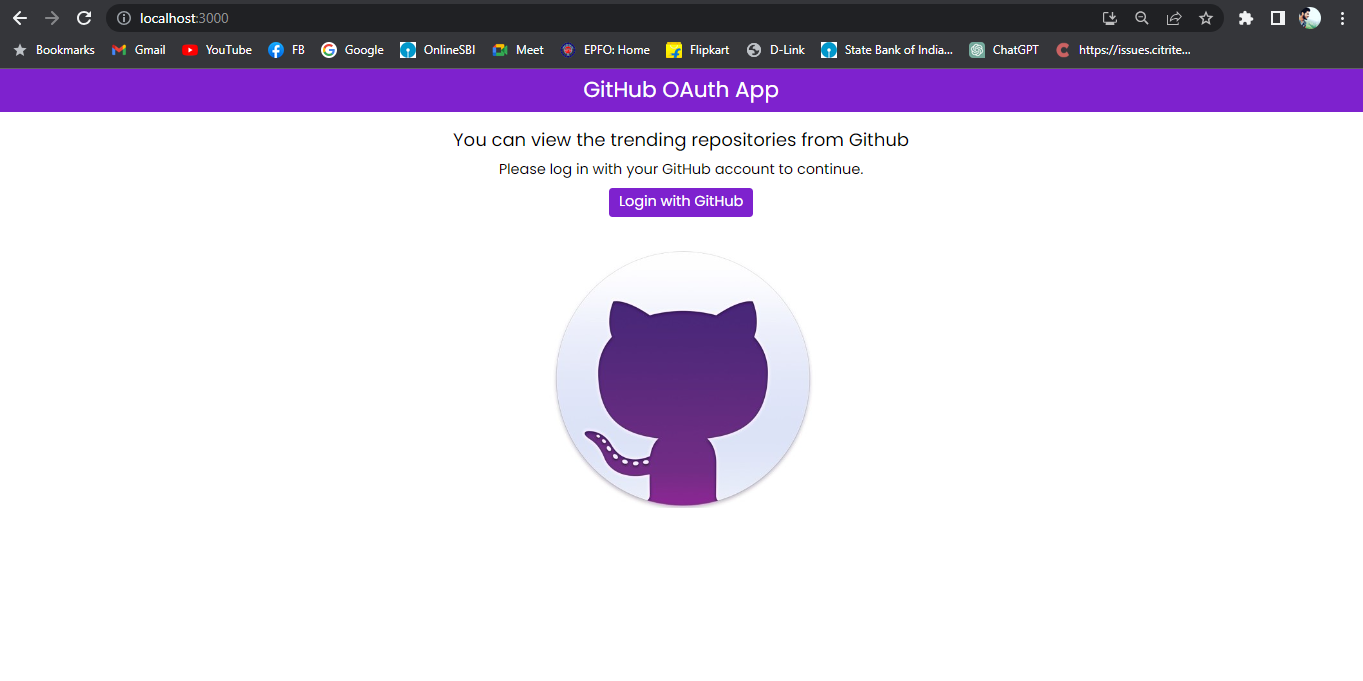 localhost:3000
Bookmarks Gmail YouTube FB Google OnlineSBI Meet EPFO: Home Flipkart D-Link State Bank of India... ChatGPT https://issues.citrite...
GitHub OAuth App
You can view the trending repositories from Github
Please log in with your GitHub account to continue.
Login with GitHub